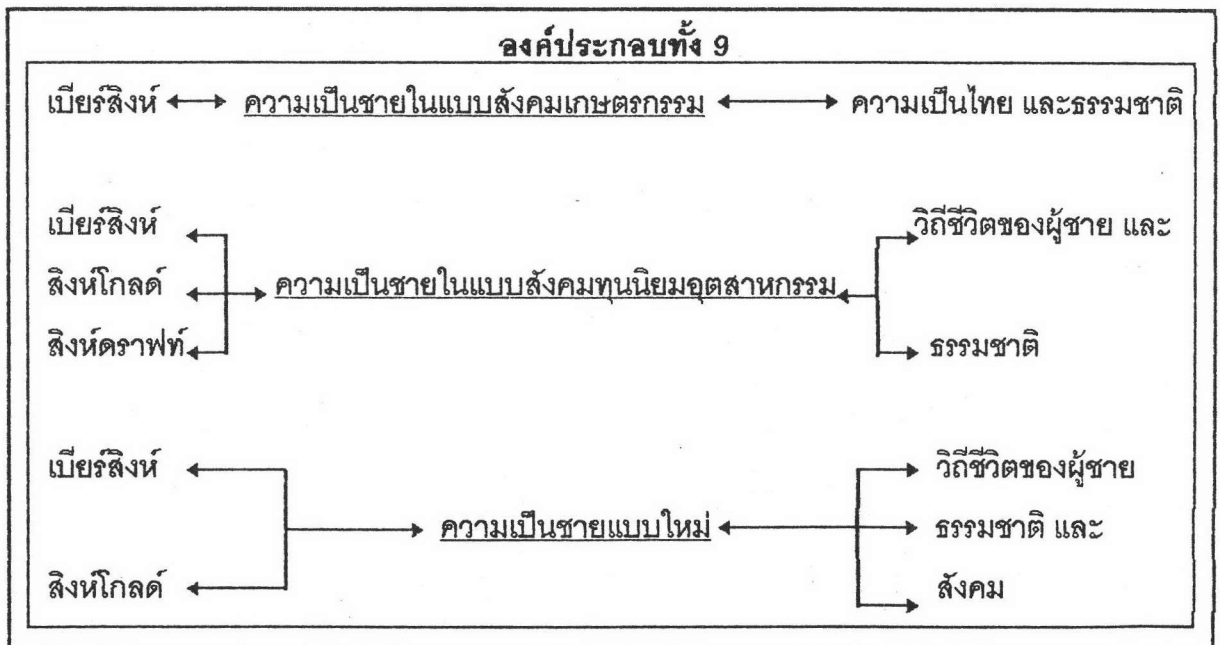 องค์ประกอบทั้ง 9
เบียร์สิงห์ ความเป็นชายในแบบสังคมเกษตรกรรม ความเป็นไทย และธรรมชาติ
เบียร์สิงห์ วิถีชีวิตของผู้ชาย และ
สิงห์โกลด์ ความเป็นชายในแบบสังคมทุนนิยมอุตสาหกรรม
สิงห์ดราฟท์ ธรรมชาติ
เบียร์สิงห์ วิถีชีวิตของผู้ชาย
ความเป็นชายแบบใหม่ ธรรมชาติ และ
สิงห์โกลด์ สังคม